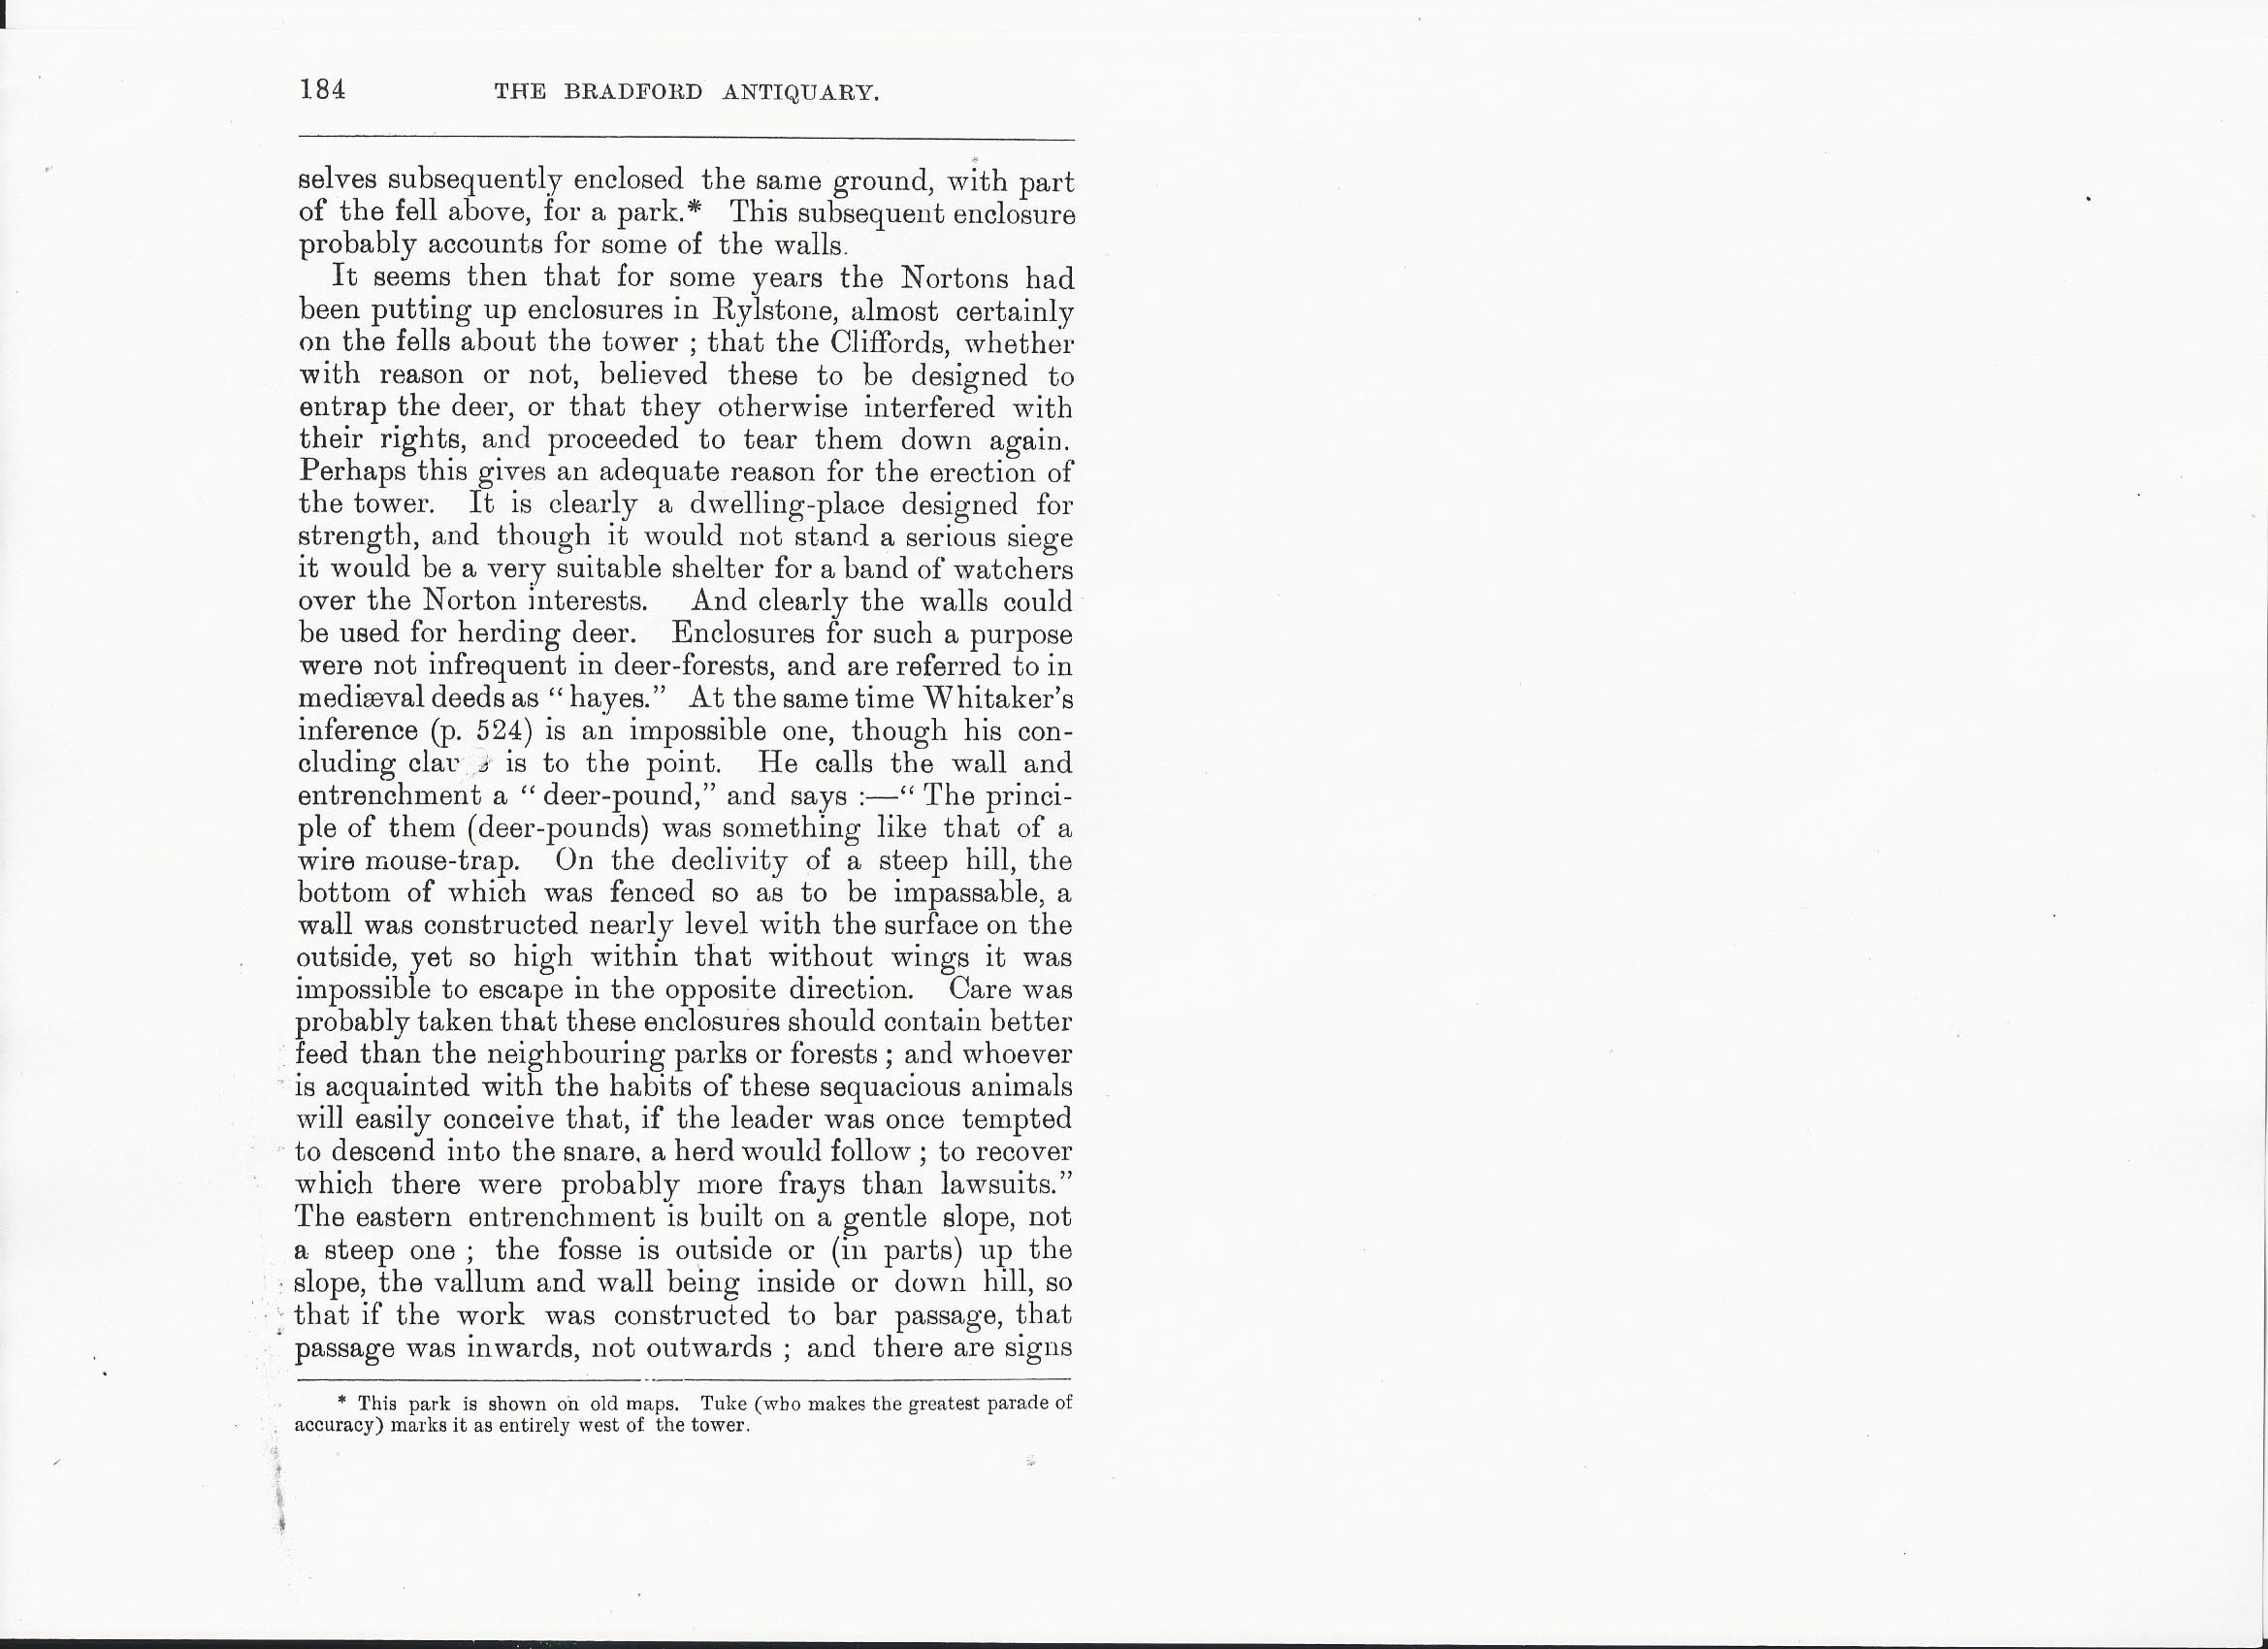 184 THE BRADFORD ANTIQUARY.
selves subsequently enclosed the same ground, with part
of the fell above, for a park.* This subsequent enclosure
probably accounts for some of the walls.
It seems then that for some years the Nortons had
been putting up enclosures in Rylstone, almost certainly
on the fells about the tower ; that the Cliffords, whether
with reason or not, believed these to be designed to
entrap the deer, or that they otherwise interfered with
their rights, and proceeded to tear them down again.
Perhaps this gives an adequate reason for the erection of
the tower. It is clearly a dwelling-place designed for
strength, and though it would not stand a serious siege
it would be a very suitable shelter for a band of watchers
over the Norton interests. And clearly the walls could
be used for herding deer. Enclosures for such a purpose
were not infrequent in deer-forests, and are referred to in
mediæval deeds as “ hayes.” At the same time Whitaker’s
inference (p. 524) is an impossible one, though his con-
cluding is to the point. He calls the wall and
entrenchment a “ deer-pound,” and says :—“ The princi-
ple of them (deer-pounds) was something like that of a
wire mouse-trap. On the declivity of a steep hill, the
bottom of which was fenced so as to be impassable, a
wall was constructed nearly level with the surface on the
outside, yet so high within that without wings it was
impossible to escape in the opposite direction. Care was
probably taken that these enclosures should contain better
feed than the neighbouring parks or forests ; and whoever
is acquainted with the habits of these sequacious animals
will easily conceive that, if the leader was once tempted
to descend into the snare, a herd would follow ; to recover
which there were probably more frays than lawsuits.”
The eastern entrenchment is built on a gentle slope, not
a steep one ; the fosse is outside or (in parts) up the
slope, the vallum and wall being inside or down hill, so
that if the work was constructed to bar passage, that
passage was inwards, not outwards ; and there are signs
* This park is shown on old maps. Tuke (who makes the greatest parade of
accuracy) marks it as entirely west of the tower.